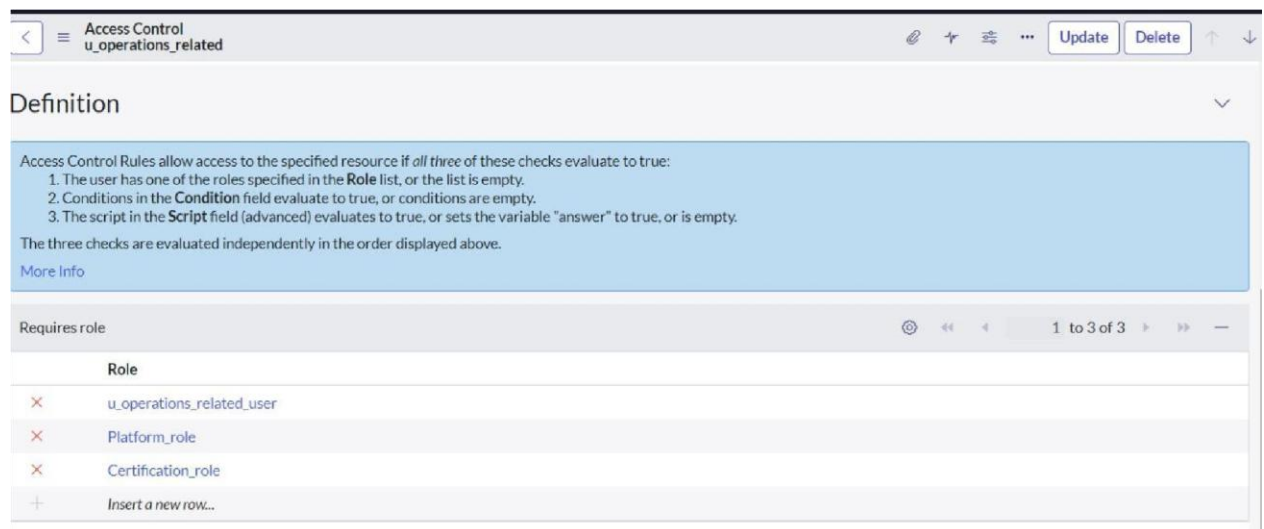 Access Control
u_operations_related
Update
Delete
Definition
Access Control Rules allow access to the specified resource if all three of these checks evaluate to true:
1. The user has one of the roles specified in the Role list, or the list is empty.
2. Conditions in the Condition field evaluate to true, or conditions are empty.
3. The script in the Script field (advanced) evaluates to true, or sets the variable "answer" to true, or is empty.
The three checks are evaluated independently in the order displayed above.
More Info
Requires role
1 to 3 of 3
Role
u_operations_related_user
Platform_role
Certification_role
Insert a new row...